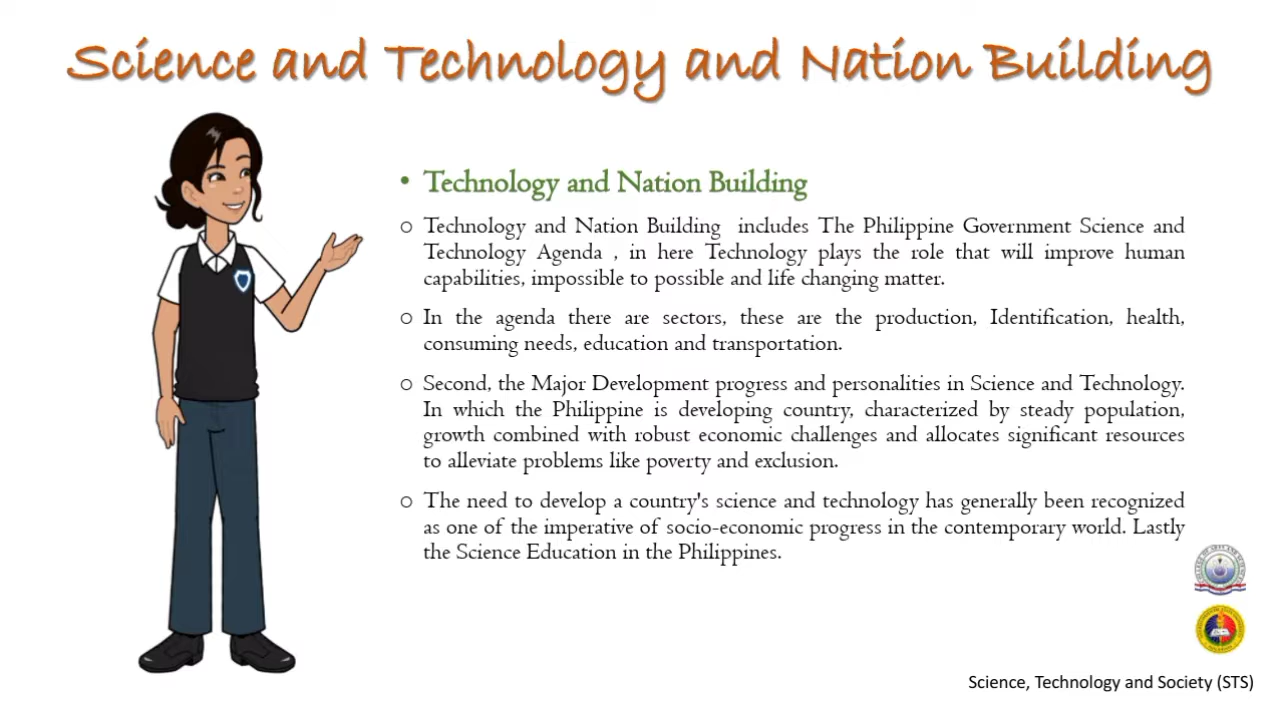 Science and Technology and Nation Building
• Technology and Nation Building
o Technology and Nation Building includes The Philippine Government Science and
Technology Agenda , in here Technology plays the role that will improve human
capabilities, impossible to possible and life changing matter.
o In the agenda there are sectors, these are the production, Identification, health,
consuming needs, education and transportation.
o Second, the Major Development progress and personalities in Science and Technology.
In which the Philippine is developing country, characterized by steady population,
growth combined with robust economic challenges and allocates significant resources
to alleviate problems like poverty and exclusion.
o The need to develop a country's science and technology has generally been recognized
as one of the imperative of socio-economic progress in the contemporary world. Lastly
the Science Education in the Philippines.
Science, Technology and Society (STS)